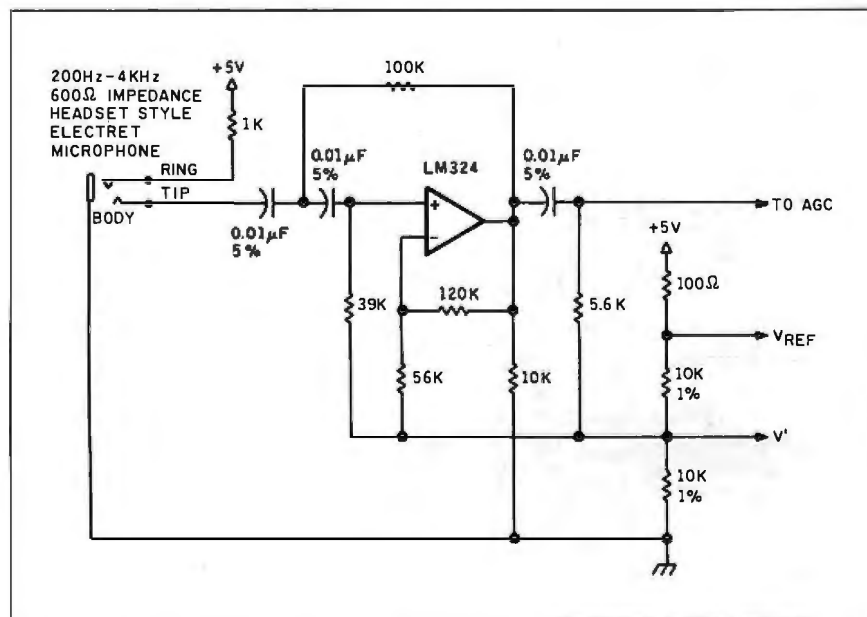 200Hz-4KHz
600Ω IMPEDANCE
HEADSET STYLE
ELECTRET
MICROPHONE
+5V
1K
RING
TIP
BODY
0.01µF
5%
100K
0.01µF
5%
LM324
+
-
0.01µF
5%
TO AGC
+5V
100Ω
39K
120K
5.6K
VREF
56K
10K
10K
1%
V'
10K
1%